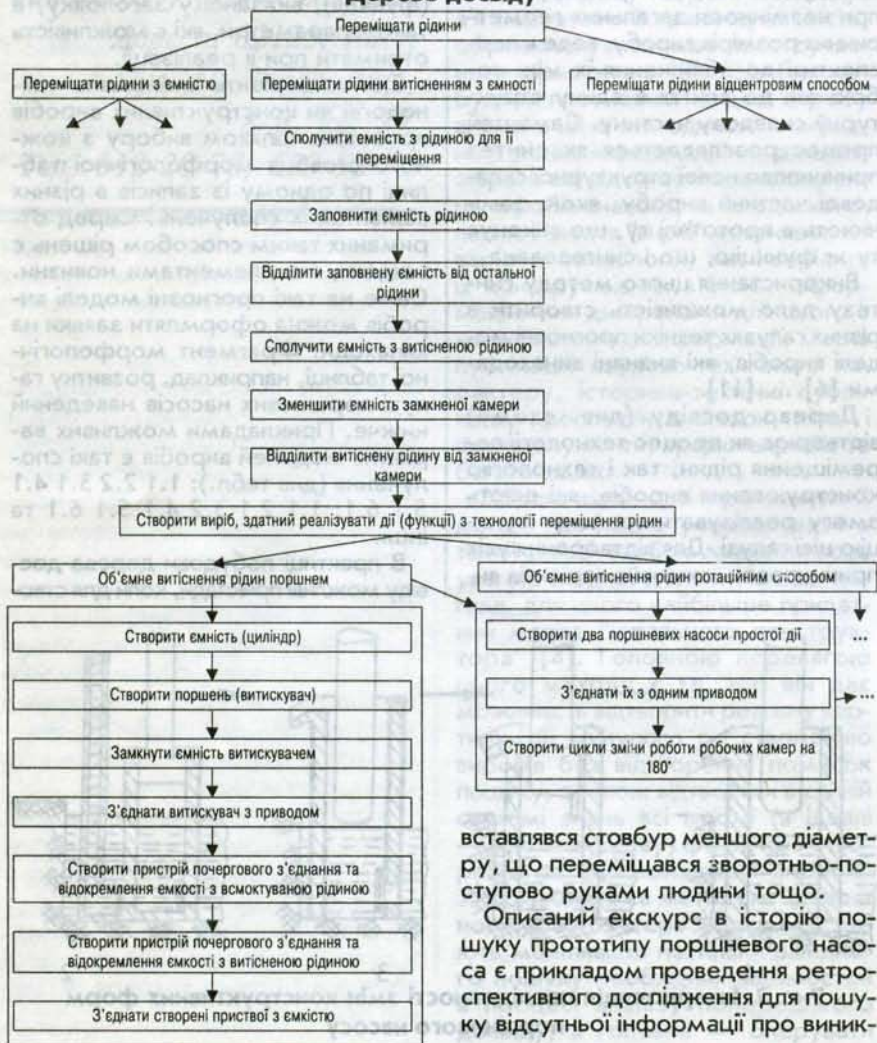 Дерево досвіду
Переміщати рідини
Переміщати рідини з ємністю
Переміщати рідини витісненням з ємності
Переміщати рідини відцентровим способом
Сполучити ємність з рідиною для її
переміщення
Заповнити ємність рідиною
Відділити заповнену ємність від остальної
рідини
Сполучити ємність з витісненою рідиною
Зменшити ємність замкненої камери
Відділити витіснену рідину від замкненої
камери
Створити виріб, здатний реалізувати дії (функції) з технології переміщення рідин
Об'ємне витіснення рідин поршнем
Об'ємне витіснення рідин ротаційним способом
Створити ємність (циліндр)
Створити поршень (витискувач)
Замкнути ємність витискувачем
З'єднати витискувач з приводом
Створити пристрій почергового з'єднання та
відокремлення емкості з всмоктуваною рідиною
Створити пристрій почергового з'єднання та
відокремлення ємкості з витісненою рідиною
З'єднати створені приствої з ємкістю
Створити два поршневих насоси простої дії
...
З'єднати їх з одним приводом
...
Створити цикли зміни роботи робочих камер на
180°
вставлявся стовбур меншого діамет-
ру, що переміщався зворотньо-по-
ступово руками людини тощо.
Описаний екскурс в історію по-
шуку прототипу поршневого насо-
са є прикладом проведення ретро-
спективного дослідження для пошу-
ку відсутньої інформації про виник-